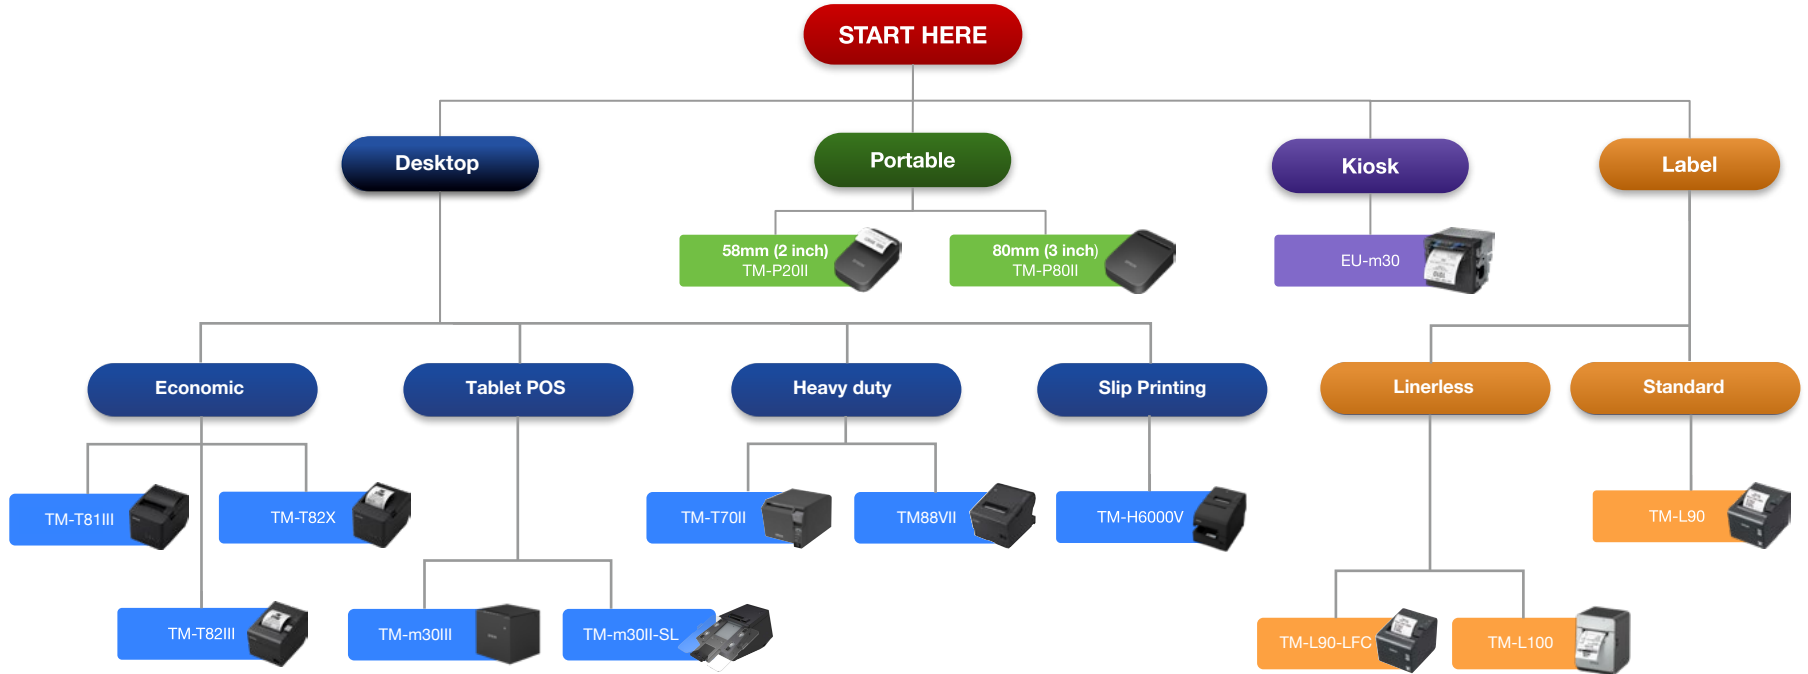 START HERE
Desktop
Portable
Kiosk
Label
58mm (2 inch)
TM-P20II
80mm (3 inch)
TM-P80II
EU-m30
Economic
Tablet POS
Heavy duty
Slip Printing
Linerless
Standard
TM-T81III
TM-T82X
TM-T70II
TM88VII
TM-H6000V
TM-L90
TM-T82III
TM-m30III
TM-m30II-SL
TM-L90-LFC
TM-L100